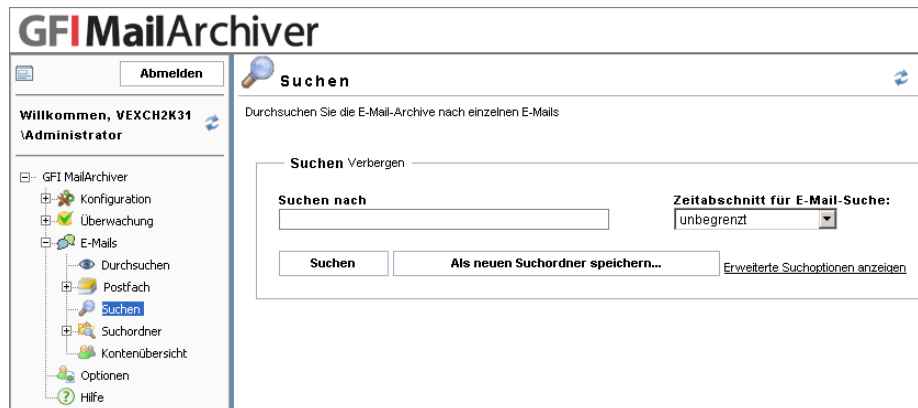 GFI MailArchiver
Abmelden
Willkommen, VEXCH2K31
\Administrator
GFI MailArchiver
Konfiguration
Überwachung
E-Mails
Durchsuchen
Postfach
Suchen
Suchordner
Kontenübersicht
Optionen
Hilfe
Suchen
Durchsuchen Sie die E-Mail-Archive nach einzelnen E-Mails
Suchen Verbergen
Suchen nach
Zeitabschnitt für E-Mail-Suche:
unbegrenzt
Suchen
Als neuen Suchordner speichern...
Erweiterte Suchoptionen anzeigen